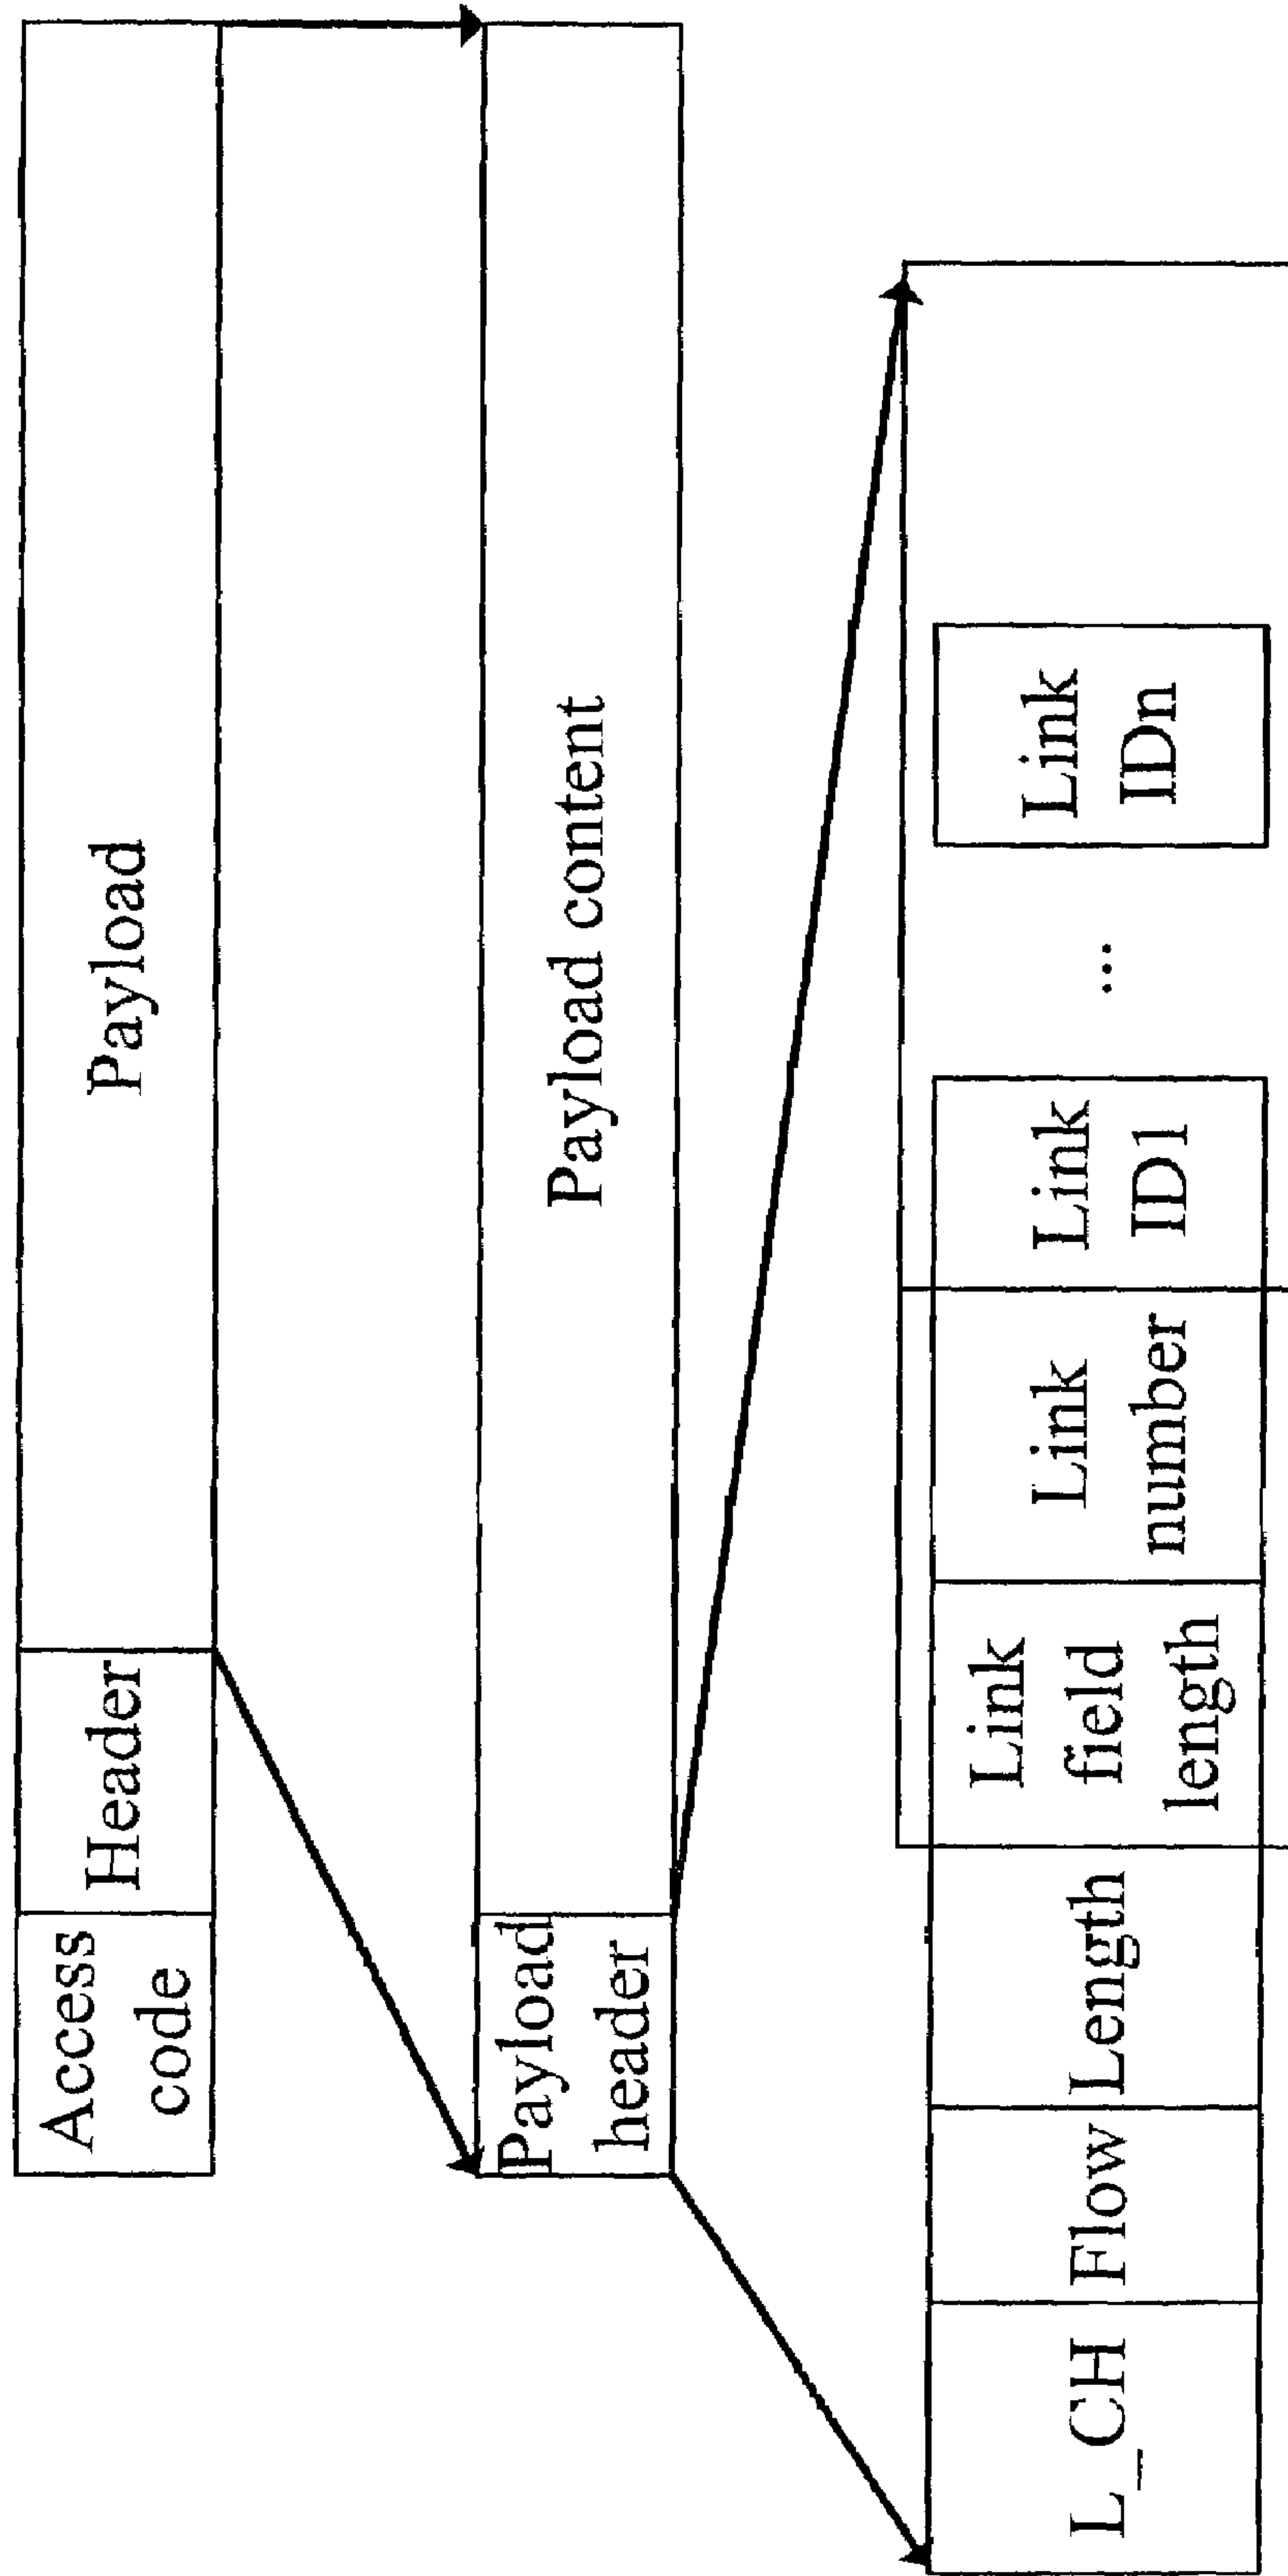 Access
code
Header
Payload
Payload
header
Payload content
L_CH
Flow
Length
Link
field
length
Link
number
Link
ID1
...
Link
IDn